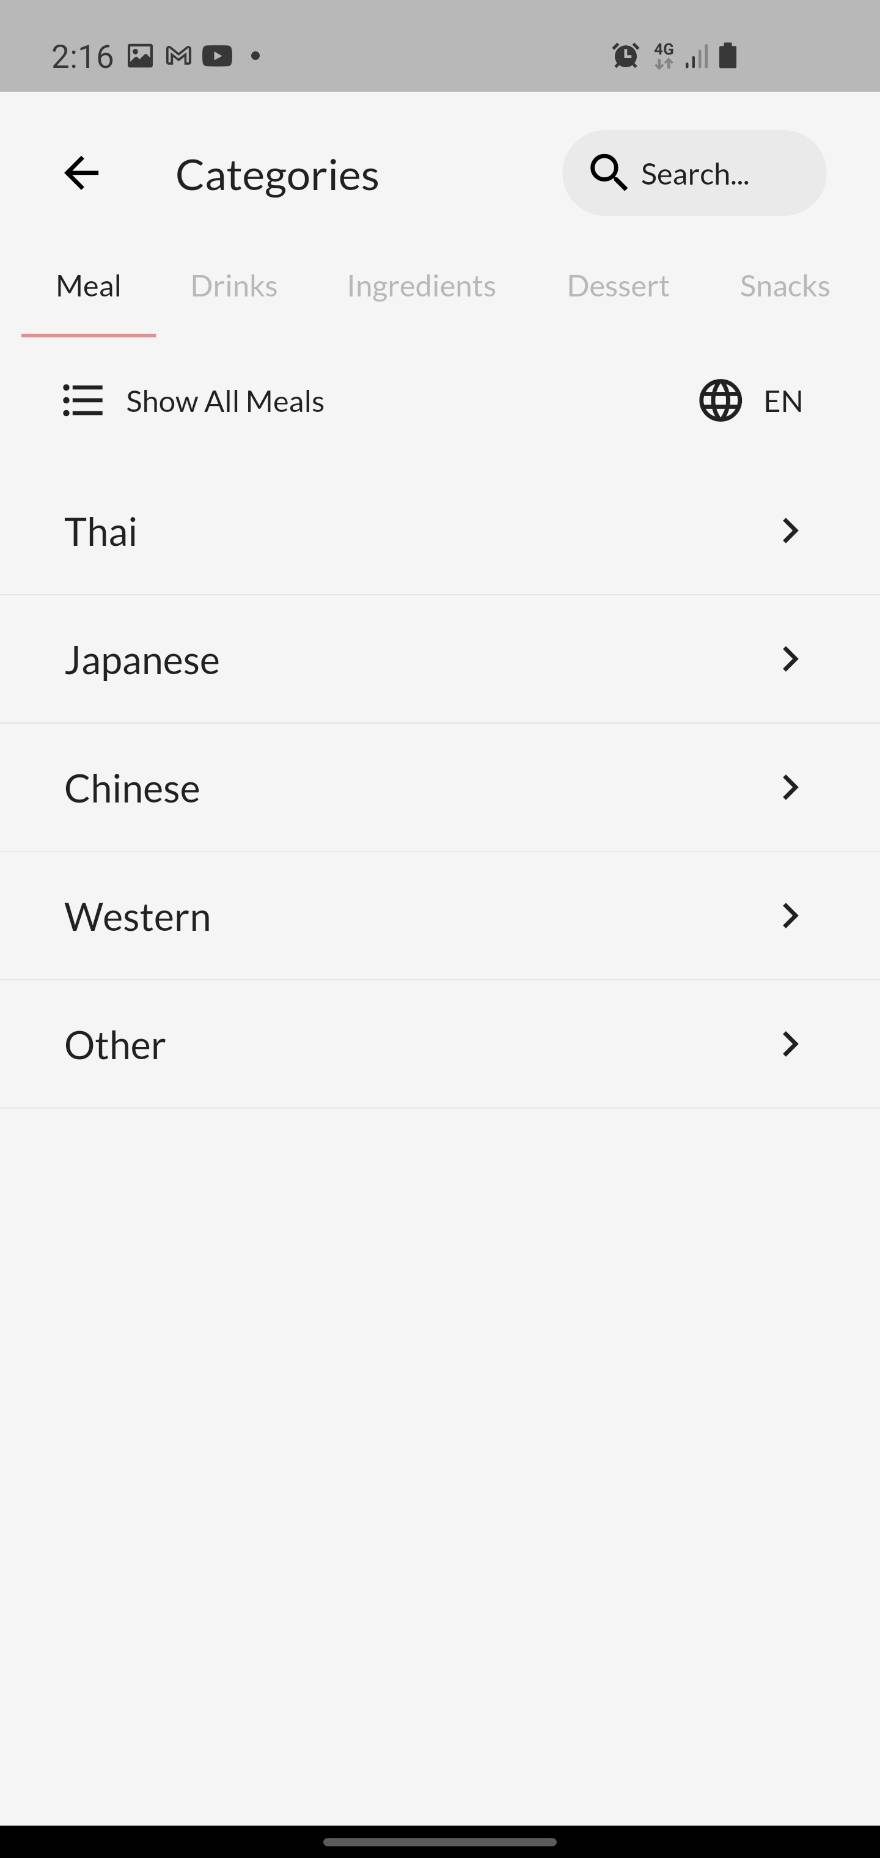 2:16 4G
Categories Search...
Meal Drinks Ingredients Dessert Snacks
Show All Meals EN
Thai
Japanese
Chinese
Western
Other